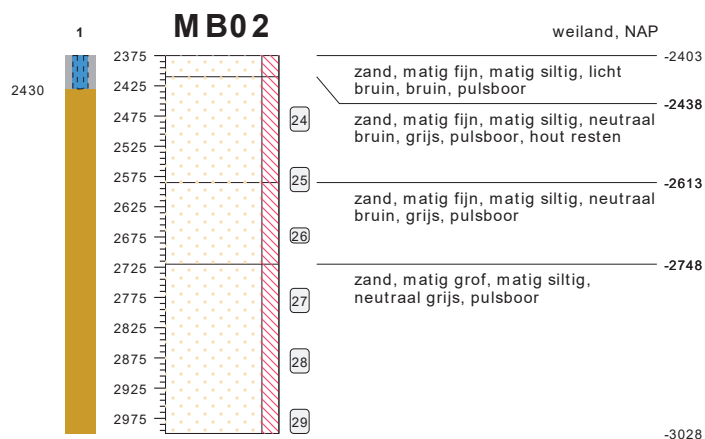 MB02
1
weiland, NAP
2375
2425
2430
2475
2525
2575
2625
2675
2725
2775
2825
2875
2925
2975
24
25
26
27
28
29
-2403
zand, matig fijn, matig siltig, licht
bruin, bruin, pulsboor
-2438
zand, matig fijn, matig siltig, neutraal
bruin, grijs, pulsboor, hout resten
-2613
zand, matig fijn, matig siltig, neutraal
bruin, grijs, pulsboor
-2748
zand, matig grof, matig siltig,
neutraal grijs, pulsboor
-3028